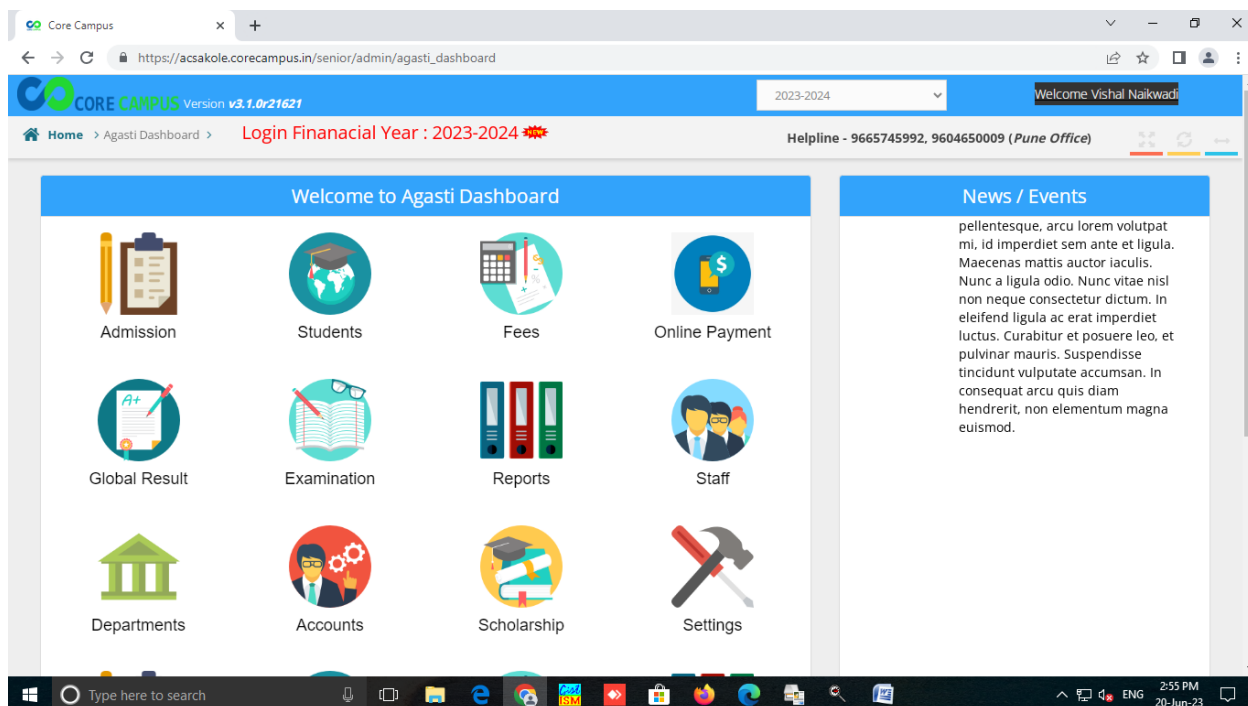 Core Campus
https://acsakole.corecampus.in/senior/admin/agasti_dashboard
CORE CAMPUS Version v3.1.0r21621
2023-2024
Welcome Vishal Naikwadi
Home > Agasti Dashboard > Login Finanacial Year : 2023-2024 NEW
Helpline - 9665745992, 9604650009 (Pune Office)
Welcome to Agasti Dashboard
Admission
Students
Fees
Online Payment
A+
Global Result
Examination
Reports
Staff
Departments
Accounts
Scholarship
Settings
News / Events
pellentesque, arcu lorem volutpat
mi, id imperdiet sem ante et ligula.
Maecenas mattis auctor iaculis.
Nunc a ligula odio. Nunc vitae nisl
non neque consectetur dictum. In
eleifend ligula ac erat imperdiet
luctus. Curabitur et posuere leo, et
pulvinar mauris. Suspendisse
tincidunt vulputate accumsan. In
consequat arcu quis diam
hendrerit, non elementum magna
euismod.
Type here to search
Gist
ISM
ENG
2:55 PM
20-Jun-23